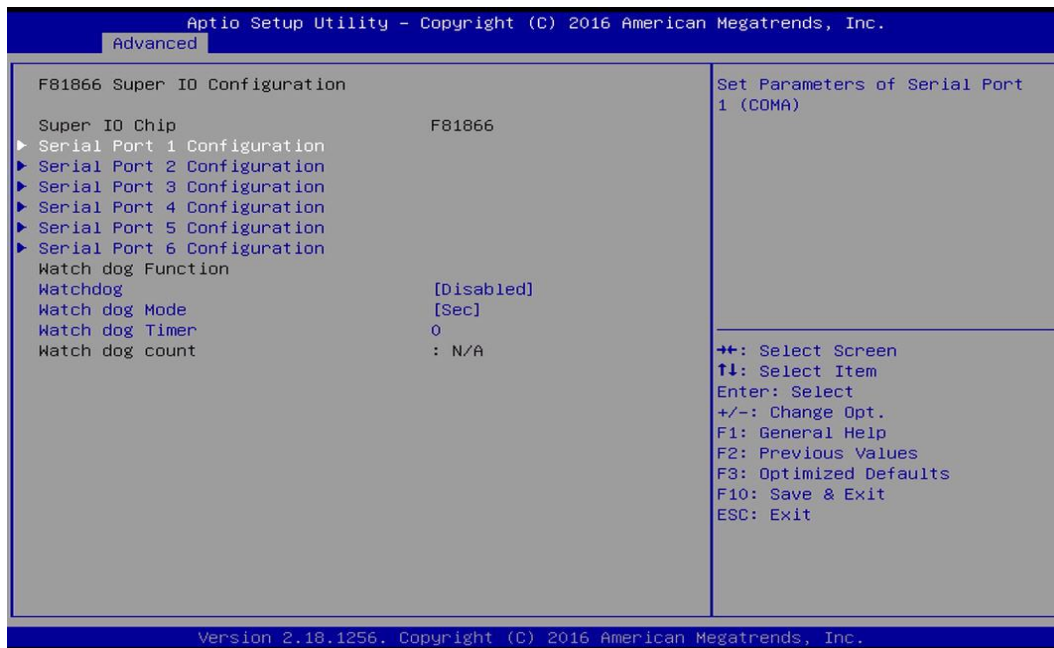 Aptio Setup Utility – Copyright (C) 2016 American Megatrends, Inc.
Advanced
F81866 Super IO Configuration
Super IO Chip F81866
▶ Serial Port 1 Configuration
▶ Serial Port 2 Configuration
▶ Serial Port 3 Configuration
▶ Serial Port 4 Configuration
▶ Serial Port 5 Configuration
▶ Serial Port 6 Configuration
Watch dog Function
Watchdog [Disabled]
Watch dog Mode [Sec]
Watch dog Timer 0
Watch dog count : N/A
Set Parameters of Serial Port
1 (COMA)
→←: Select Screen
↑↓: Select Item
Enter: Select
+/-: Change Opt.
F1: General Help
F2: Previous Values
F3: Optimized Defaults
F10: Save & Exit
ESC: Exit
Version 2.18.1256. Copyright (C) 2016 American Megatrends, Inc.